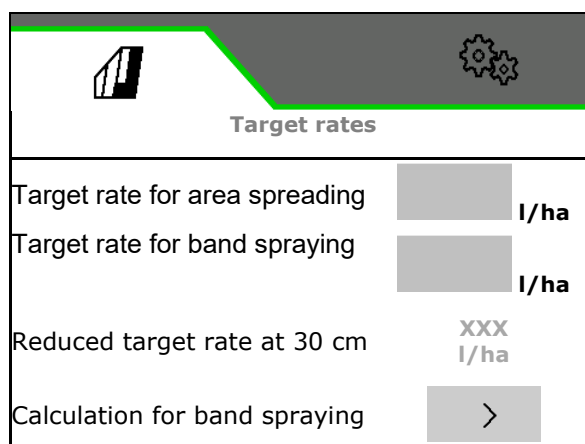 Target rates
Target rate for area spreading
l/ha
Target rate for band spraying
l/ha
Reduced target rate at 30 cm
XXX
l/ha
Calculation for band spraying >